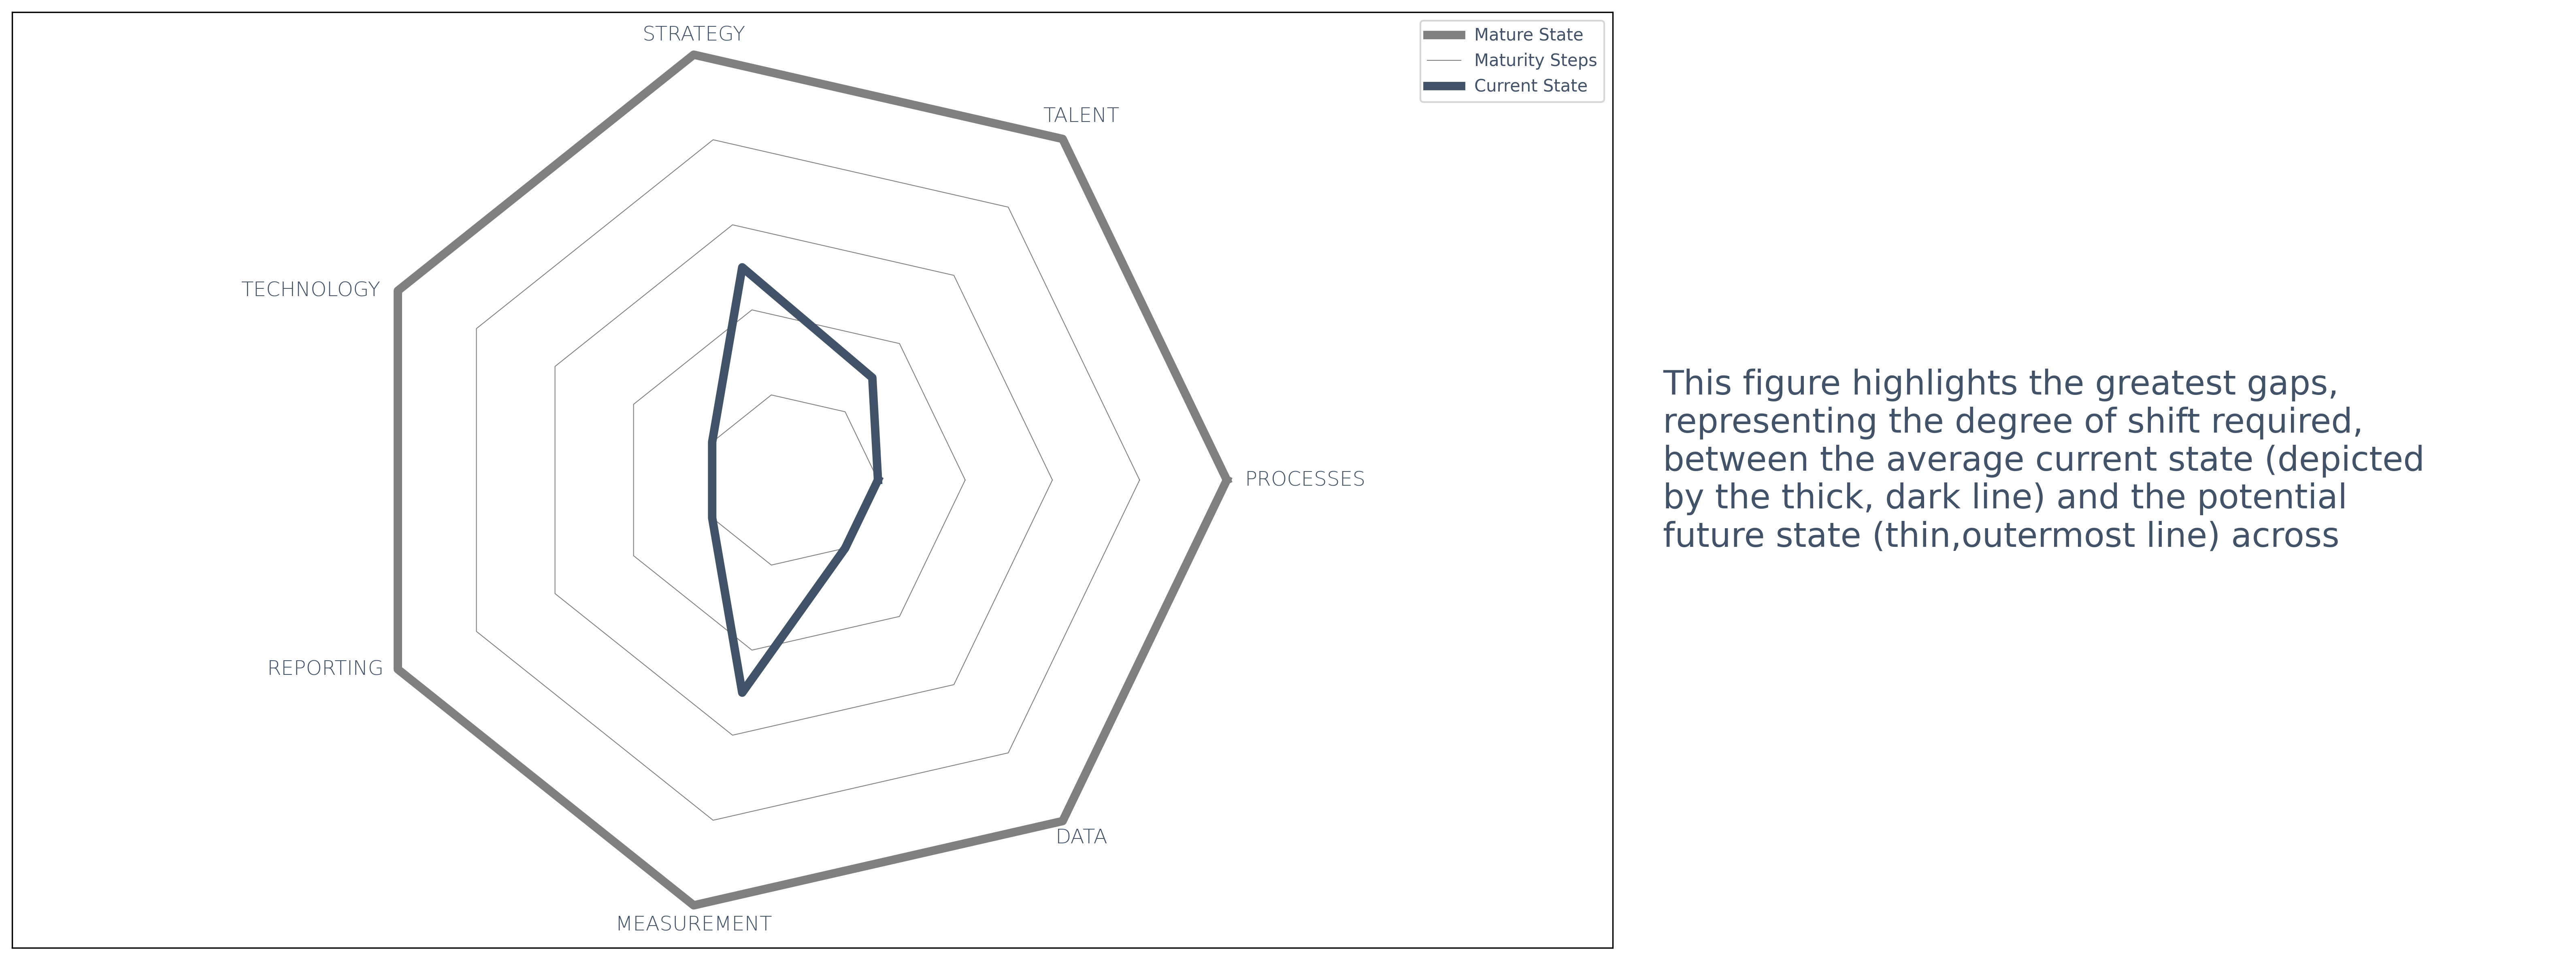 STRATEGY
Mature State
Maturity Steps
Current State
TALENT
TECHNOLOGY
PROCESSES
REPORTING
DATA
MEASUREMENT
This figure highlights the greatest gaps,
representing the degree of shift required,
between the average current state (depicted
by the thick, dark line) and the potential
future state (thin,outermost line) across